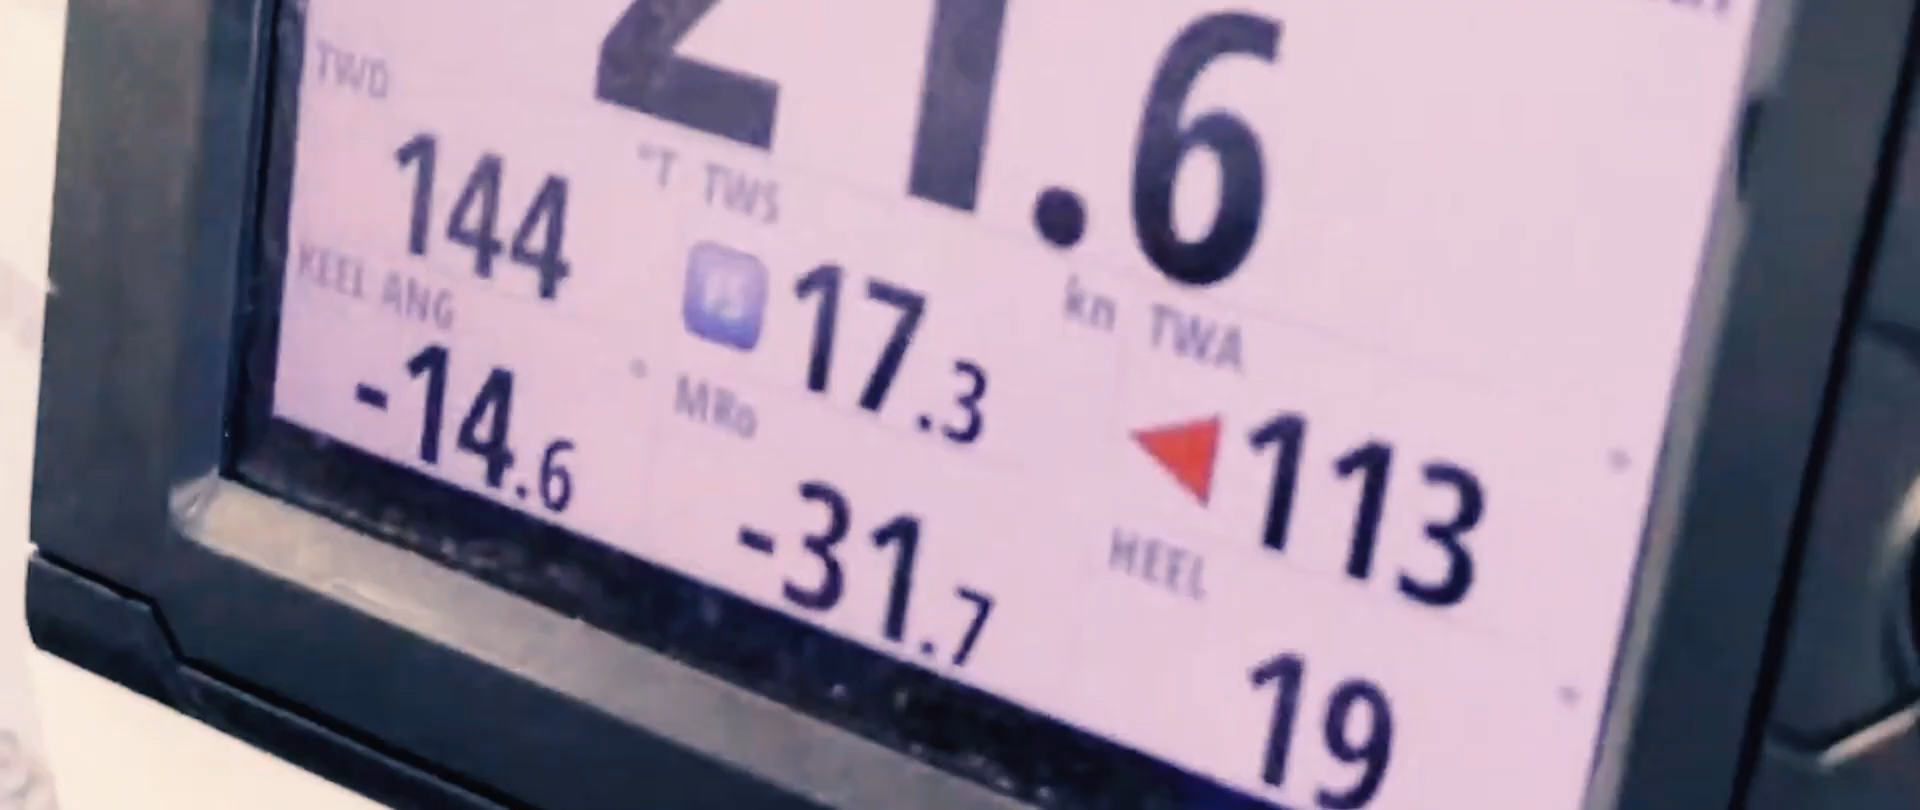 21.6
TWD °T TWS kn TWA
144 17.3 113 °
KEEL ANG ° MRo HEEL °
-14.6 -31.7 19